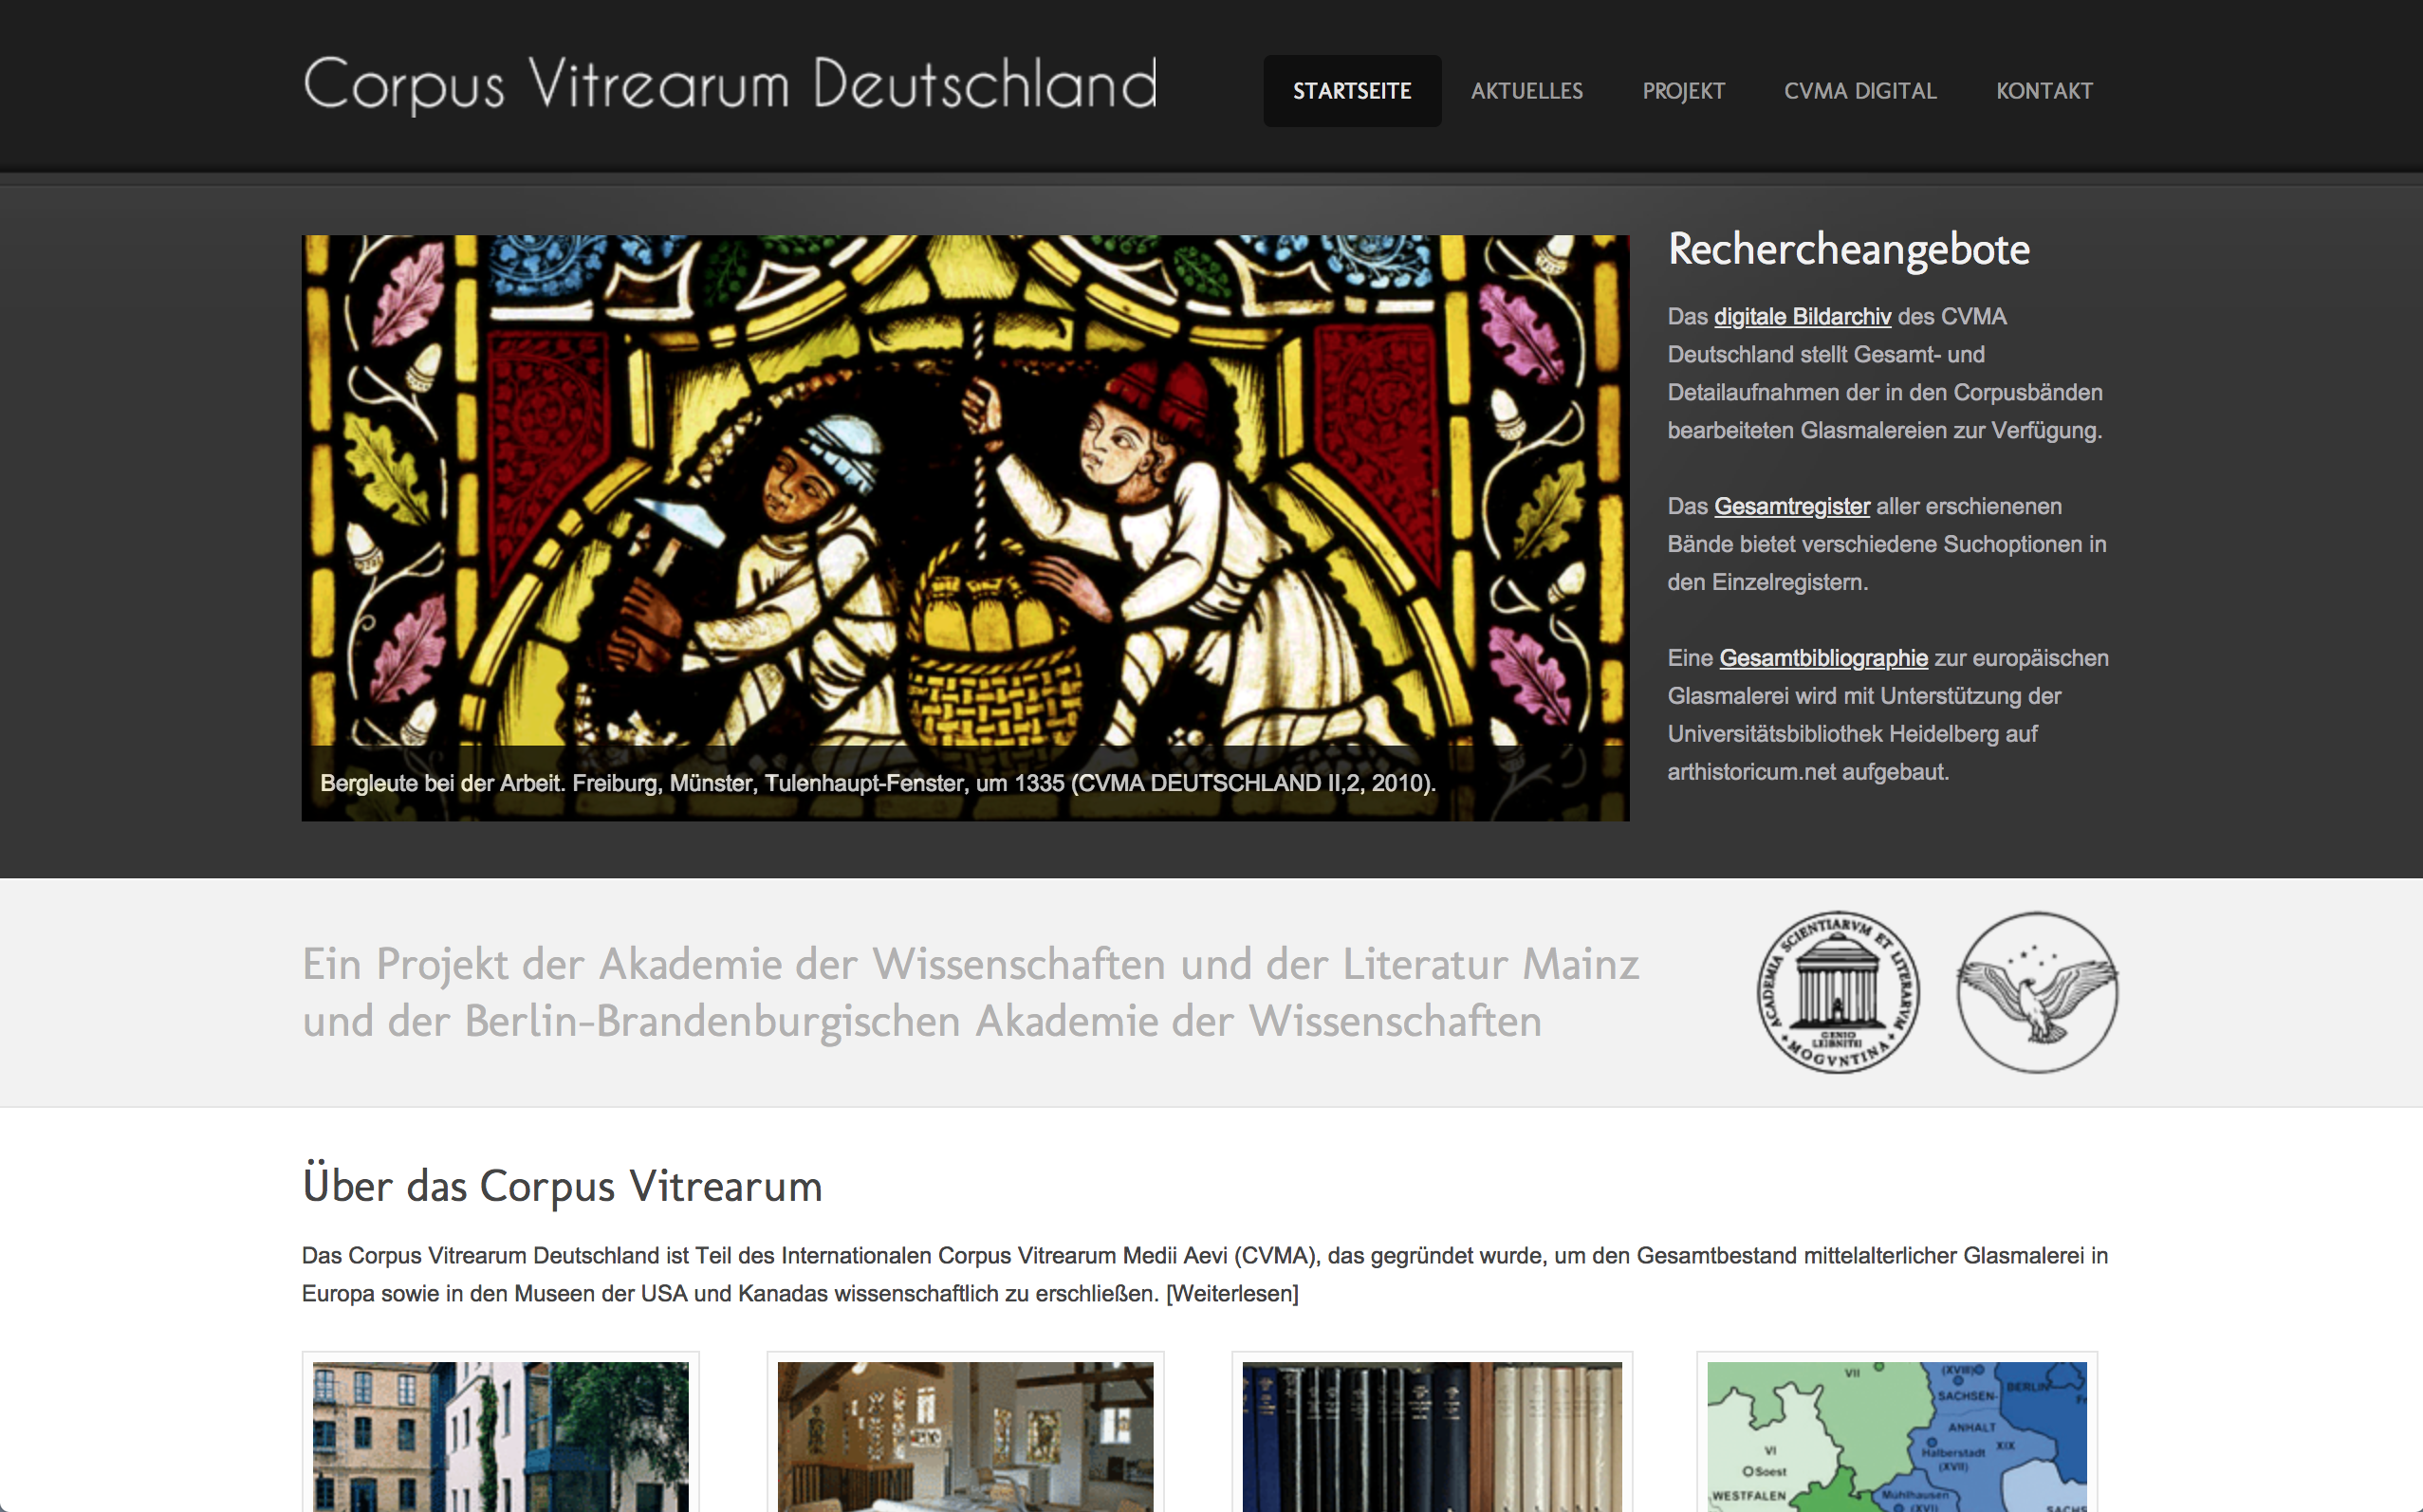 Corpus Vitrearum Deutschland
STARTSEITE
AKTUELLES
PROJEKT
CVMA DIGITAL
KONTAKT
Bergleute bei der Arbeit. Freiburg, Münster, Tulenhaupt-Fenster, um 1335 (CVMA DEUTSCHLAND II,2, 2010).
Rechercheangebote
Das digitale Bildarchiv des CVMA
Deutschland stellt Gesamt- und
Detailaufnahmen der in den Corpusbänden
bearbeiteten Glasmalereien zur Verfügung.
Das Gesamtregister aller erschienenen
Bände bietet verschiedene Suchoptionen in
den Einzelregistern.
Eine Gesamtbibliographie zur europäischen
Glasmalerei wird mit Unterstützung der
Universitätsbibliothek Heidelberg auf
arthistoricum.net aufgebaut.
Ein Projekt der Akademie der Wissenschaften und der Literatur Mainz
und der Berlin-Brandenburgischen Akademie der Wissenschaften
ACADEMIA SCIENTIARVM ET LITERARVM
MOGVNTINA
GENIO
LEIBNITII
Über das Corpus Vitrearum
Das Corpus Vitrearum Deutschland ist Teil des Internationalen Corpus Vitrearum Medii Aevi (CVMA), das gegründet wurde, um den Gesamtbestand mittelalterlicher Glasmalerei in
Europa sowie in den Museen der USA und Kanadas wissenschaftlich zu erschließen. [Weiterlesen]
VII
(XVIII)
SACHSEN-
BERLIN
ANHALT
VI
Halberstadt
XIX
(XVII)
Soest
WESTFALEN
Mühlhausen
(XVI)
SACHS